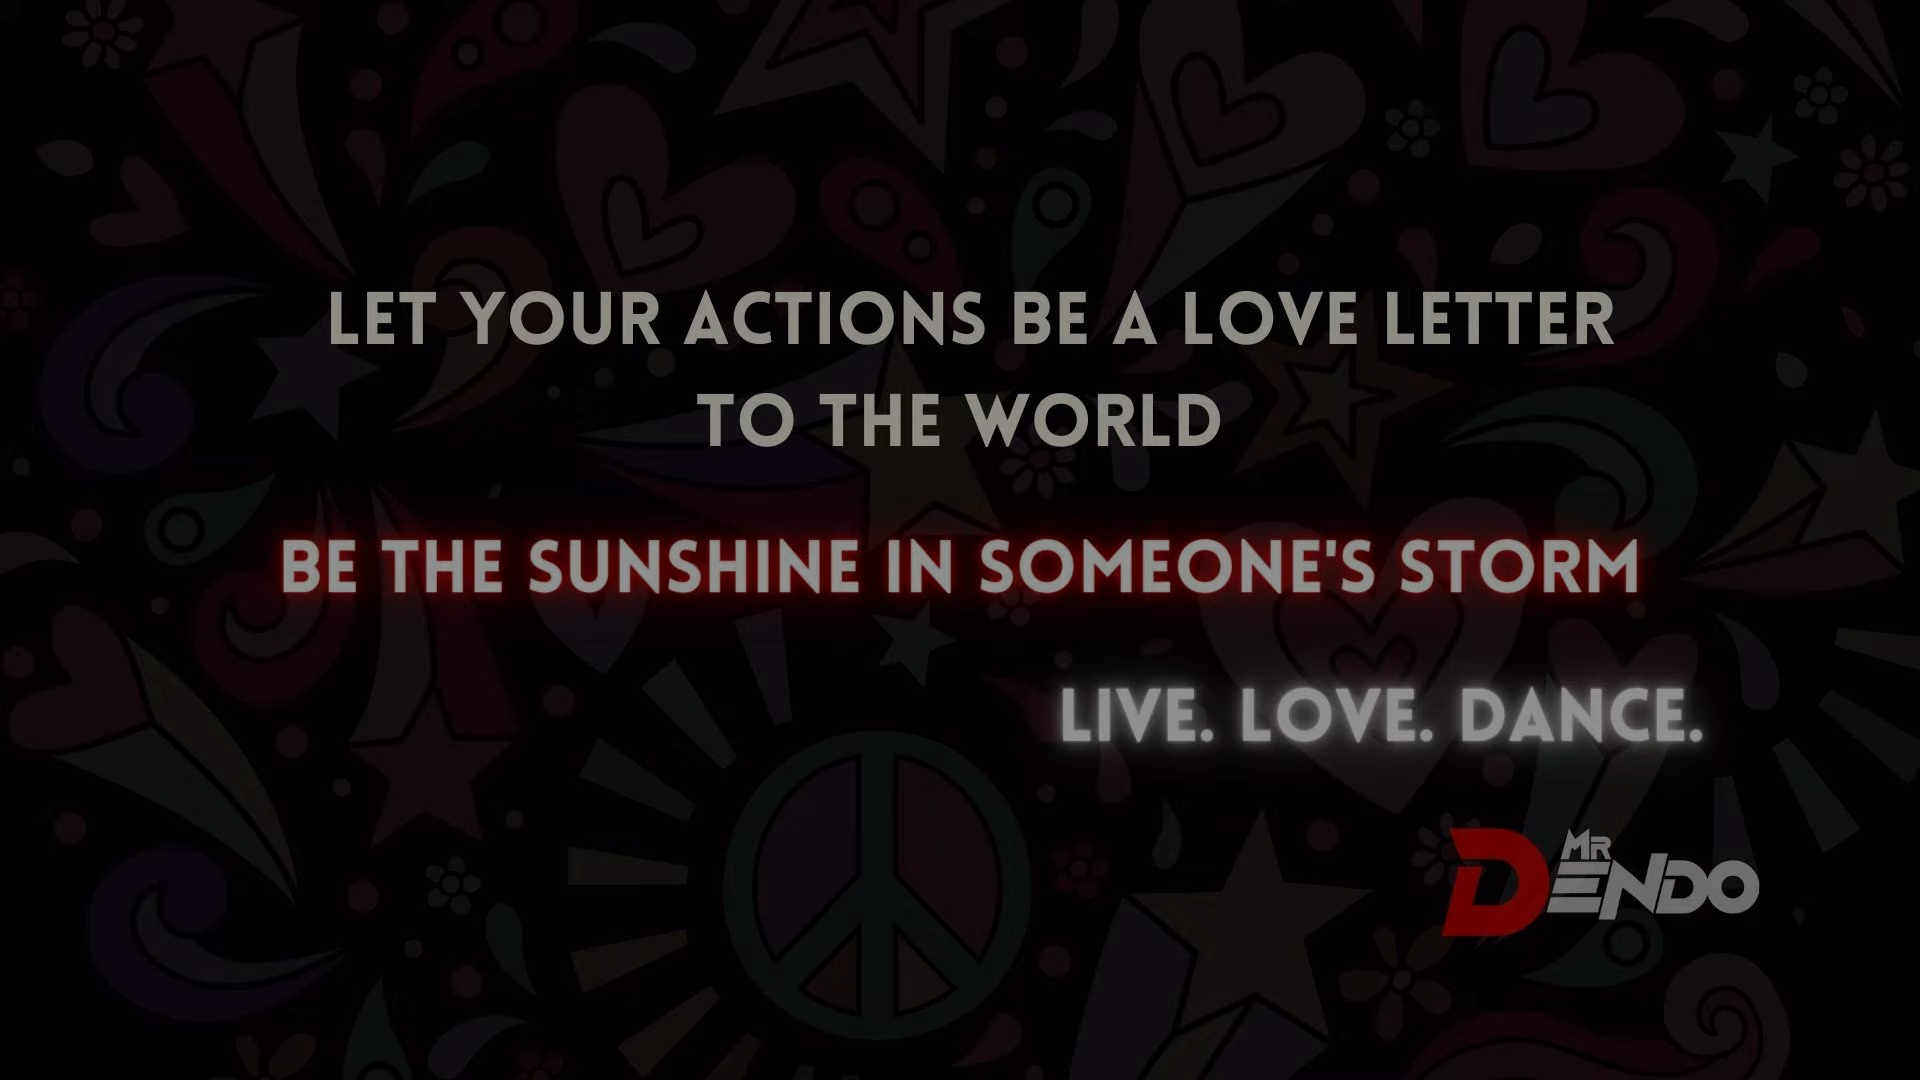 LET YOUR ACTIONS BE A LOVE LETTER
TO THE WORLD
BE THE SUNSHINE IN SOMEONE'S STORM
LIVE. LOVE. DANCE.
MR
DENDO